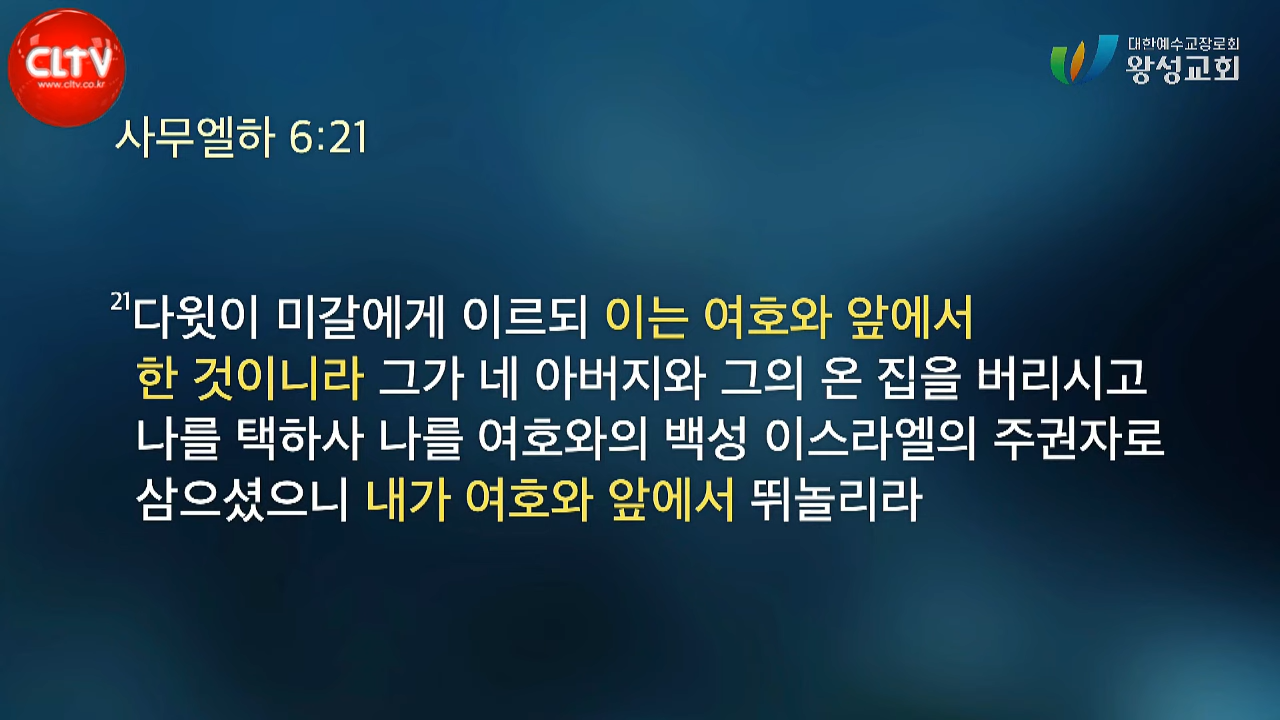 CLTV
www.cltv.co.kr
대한예수교장로회
왕성교회
사무엘하 6:21
21다윗이 미갈에게 이르되 이는 여호와 앞에서
한 것이니라 그가 네 아버지와 그의 온 집을 버리시고
나를 택하사 나를 여호와의 백성 이스라엘의 주권자로
삼으셨으니 내가 여호와 앞에서 뛰놀리라